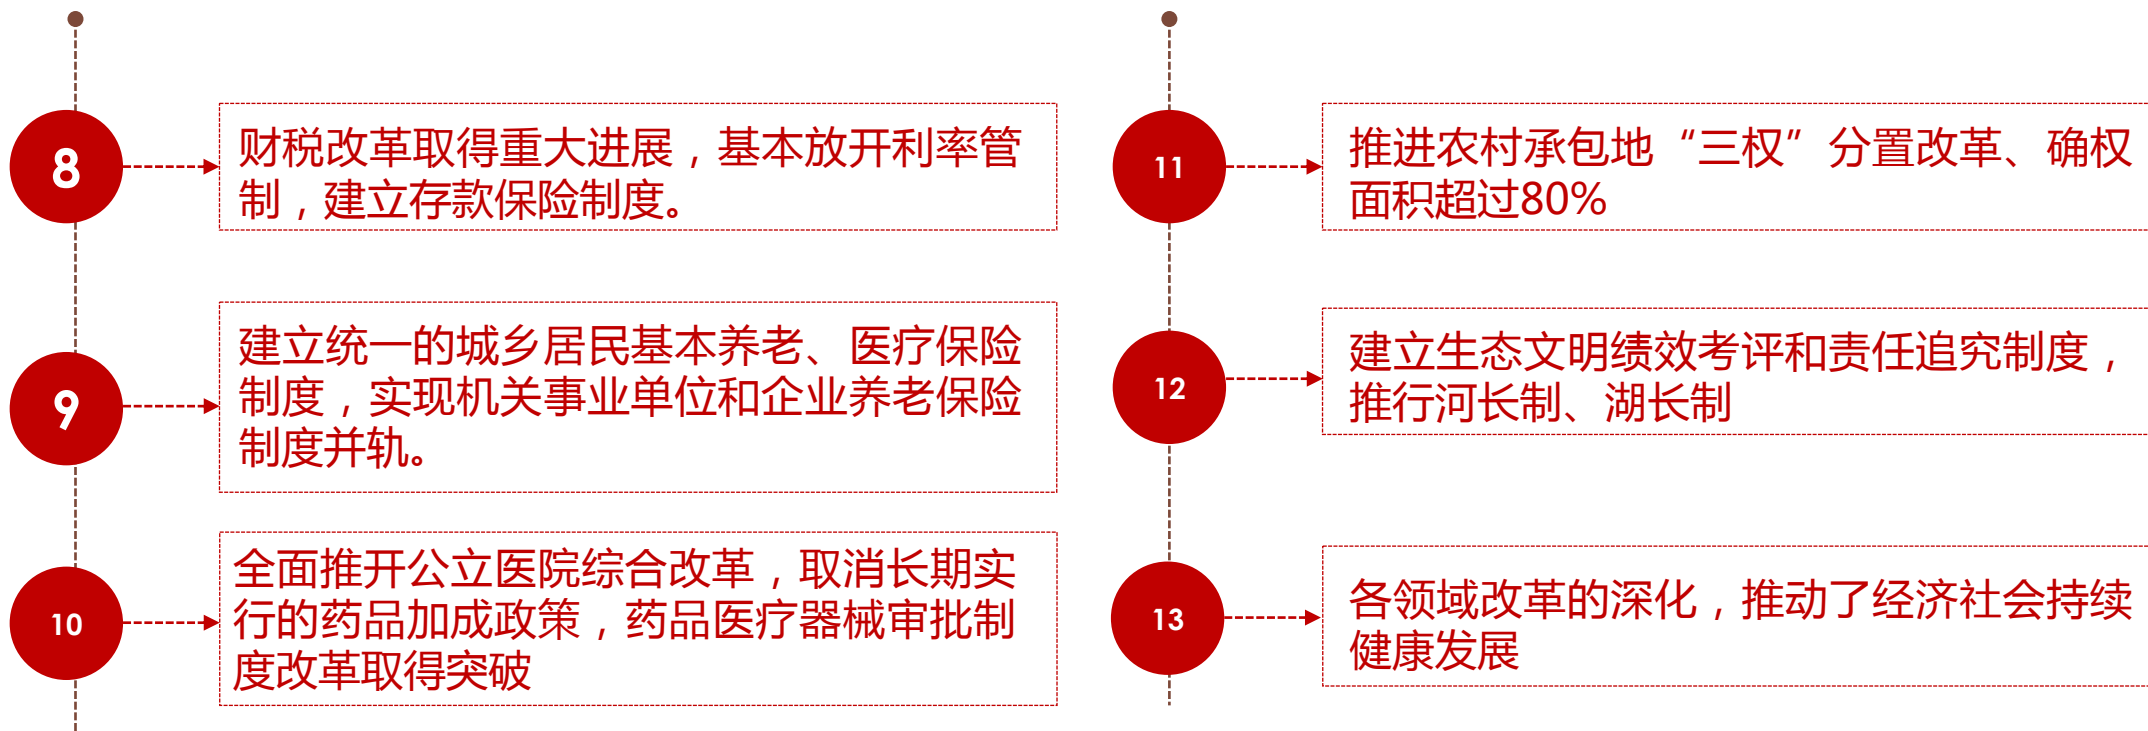 8
财税改革取得重大进展，基本放开利率管
制，建立存款保险制度。
9
建立统一的城乡居民基本养老、医疗保险
制度，实现机关事业单位和企业养老保险
制度并轨。
10
全面推开公立医院综合改革，取消长期实
行的药品加成政策，药品医疗器械审批制
度改革取得突破
11
推进农村承包地“三权”分置改革、确权
面积超过80%
12
建立生态文明绩效考评和责任追究制度，
推行河长制、湖长制
13
各领域改革的深化，推动了经济社会持续
健康发展